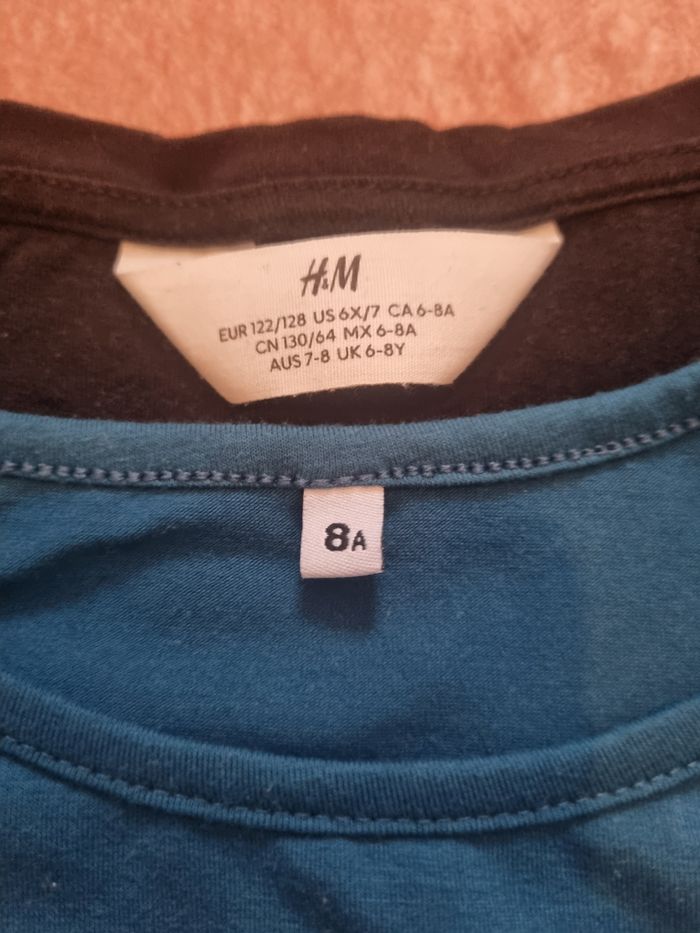 H&M
EUR 122/128 US 6X/7 CA 6-8A
CN 130/64 MX 6-8A
AUS 7-8 UK 6-8Y
8A